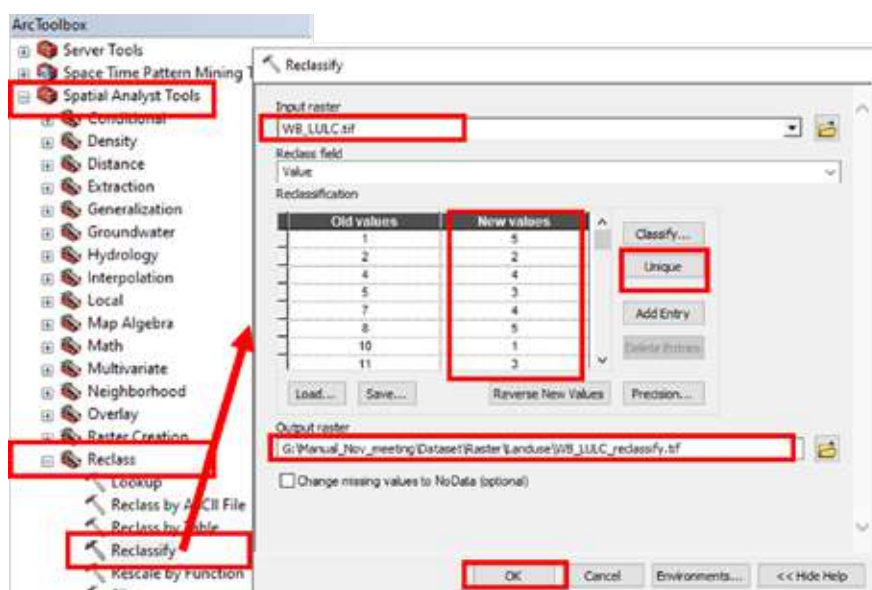 ArcToolbox
Server Tools
Space Time Pattern Mining T
Spatial Analyst Tools
Conditional
Density
Distance
Extraction
Generalization
Groundwater
Hydrology
Interpolation
Local
Map Algebra
Math
Multivariate
Neighborhood
Overlay
Raster Creation
Reclass
Lookup
Reclass by ASCII File
Reclass by Table
Reclassify
Rescale by Function
Reclassify
Input raster
WB_LULC.tif
Reclass field
Value
Reclassification
Old values New values
1 5
2 2
4 4
5 3
7 4
8 5
10 1
11 3
Classify...
Unique
Add Entry
Delete Entries
Load... Save... Reverse New Values Precision...
Output raster
G:\Manual_Nov_meeting\Dataset\Raster\Landuse\WB_LULC_reclassify.tif
Change missing values to NoData (optional)
OK Cancel Environments... << Hide Help